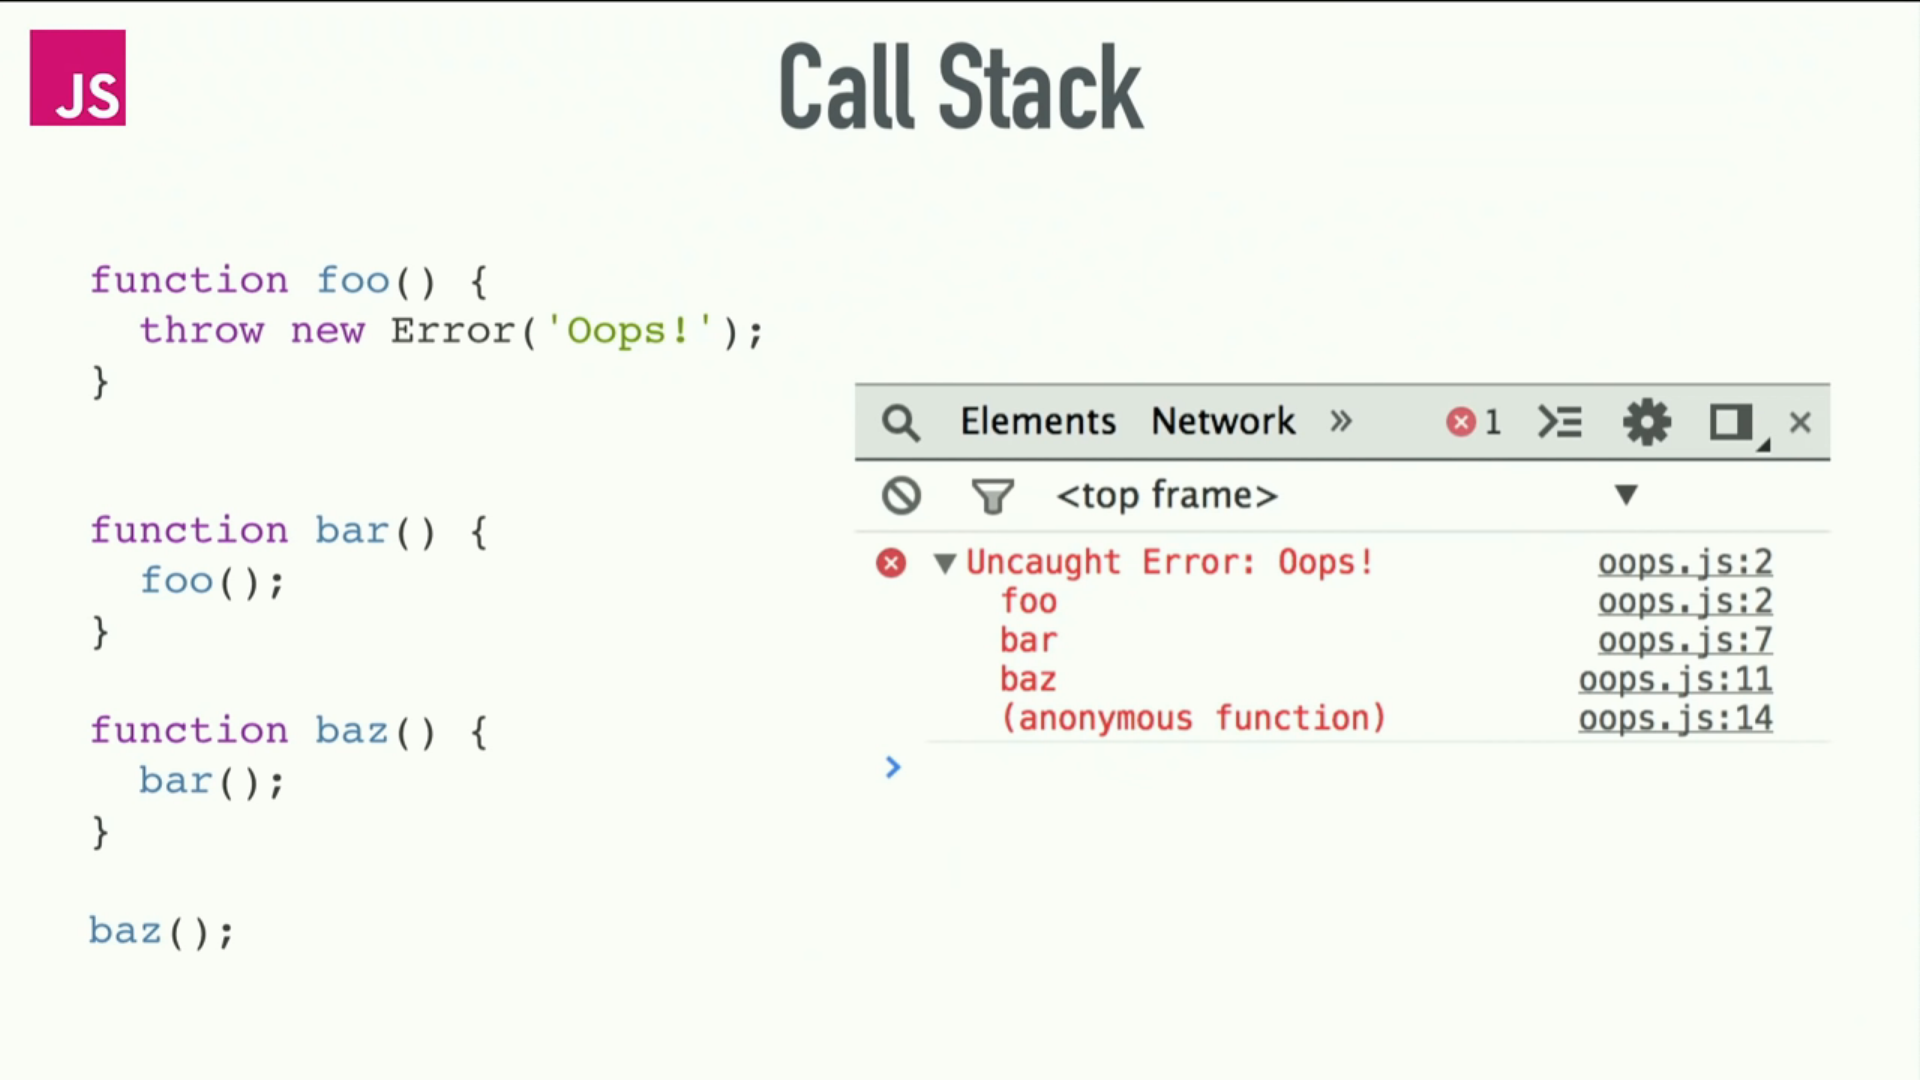 JS
Call Stack
function foo() {
  throw new Error('Oops!');
}
function bar() {
  foo();
}
function baz() {
  bar();
}
baz();
Elements Network » 1
<top frame>
Uncaught Error: Oops! oops.js:2
foo oops.js:2
bar oops.js:7
baz oops.js:11
(anonymous function) oops.js:14